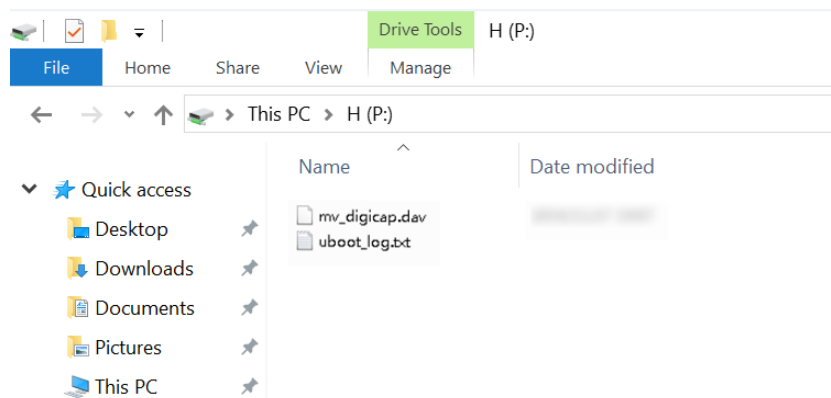 Drive Tools H (P:)
File Home Share View Manage
This PC H (P:)
Name Date modified
Quick access
mv_digicap.dav
Desktop
uboot_log.txt
Downloads
Documents
Pictures
This PC